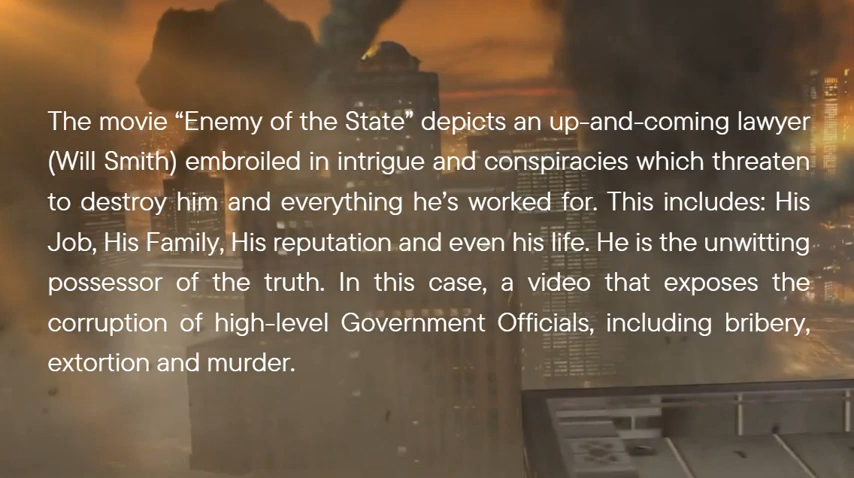 The movie “Enemy of the State” depicts an up-and-coming lawyer
(Will Smith) embroiled in intrigue and conspiracies which threaten
to destroy him and everything he’s worked for. This includes: His
Job, His Family, His reputation and even his life. He is the unwitting
possessor of the truth. In this case, a video that exposes the
corruption of high-level Government Officials, including bribery,
extortion and murder.